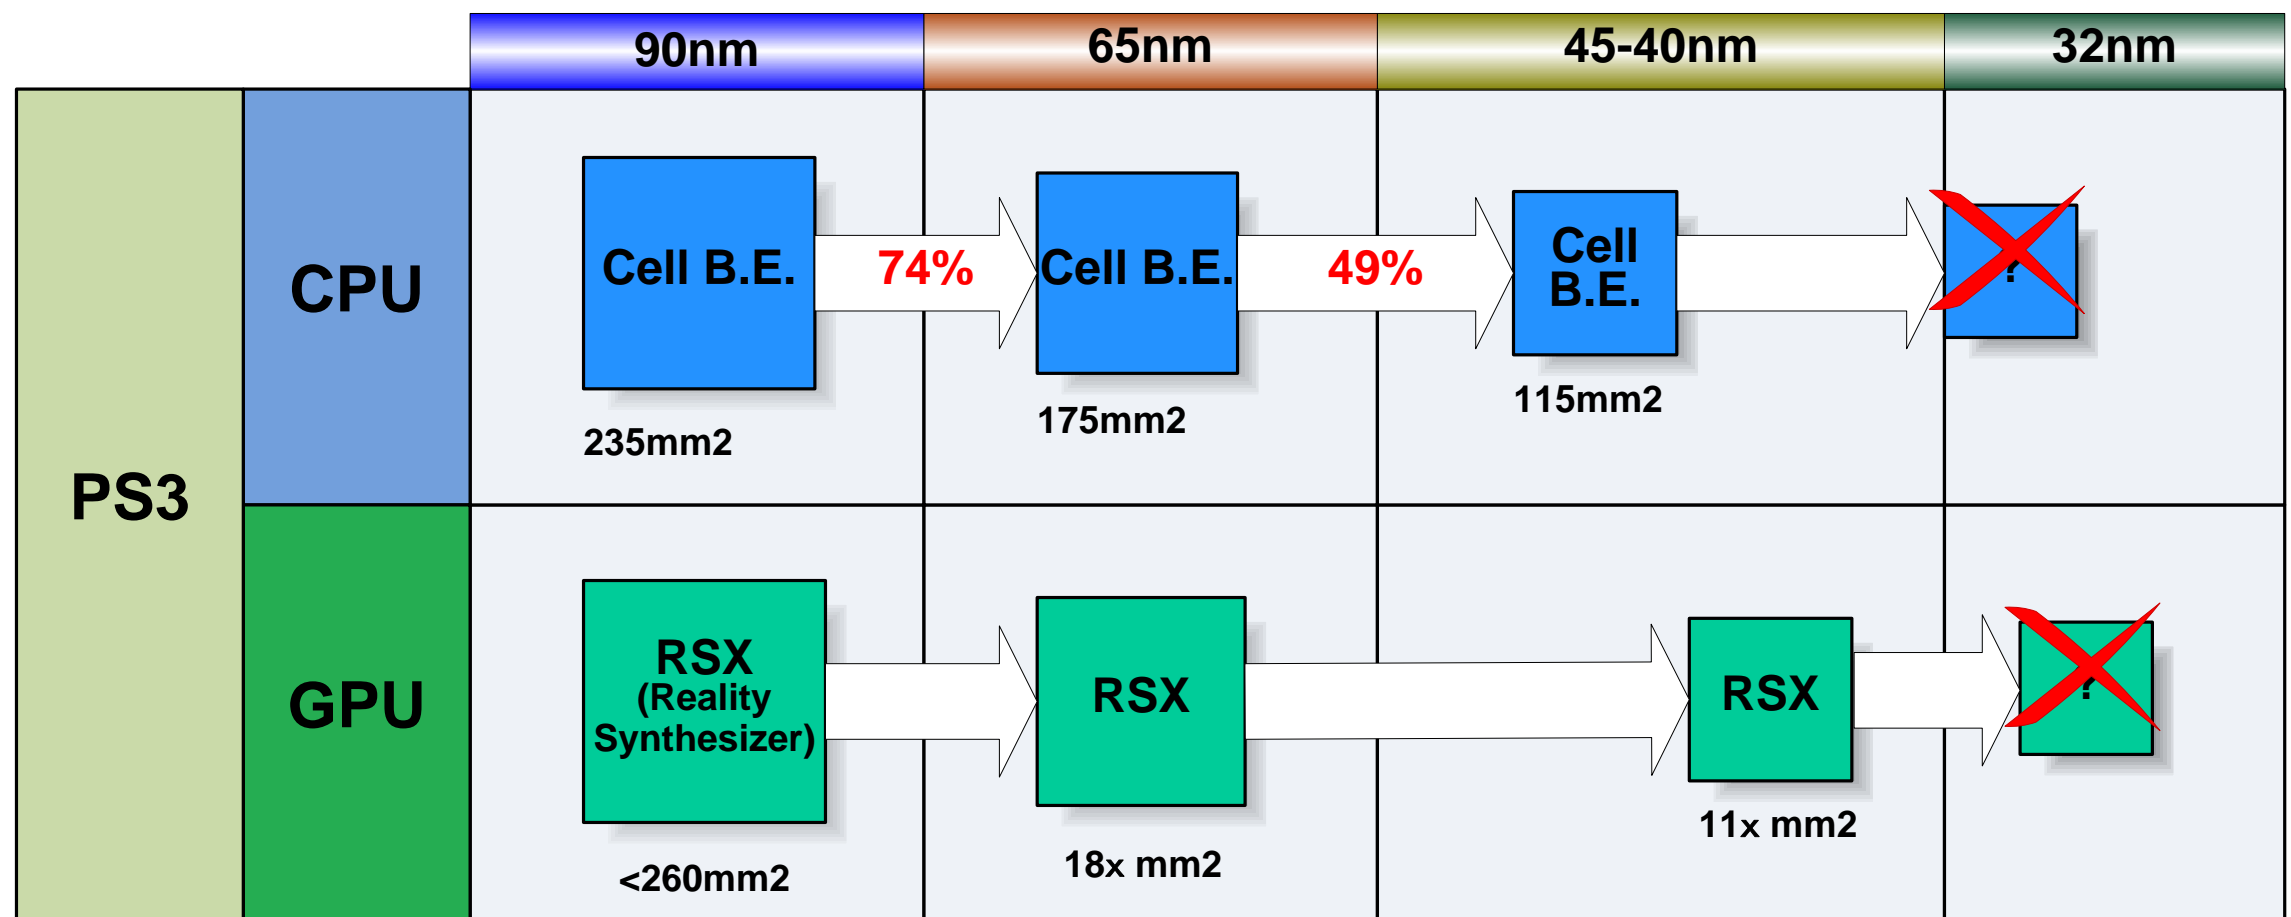 90nm
65nm
45-40nm
32nm
PS3
CPU
Cell B.E.
74%
Cell B.E.
49%
Cell
B.E.
?
235mm2
175mm2
115mm2
GPU
RSX
(Reality
Synthesizer)
RSX
RSX
?
<260mm2
18x mm2
11x mm2